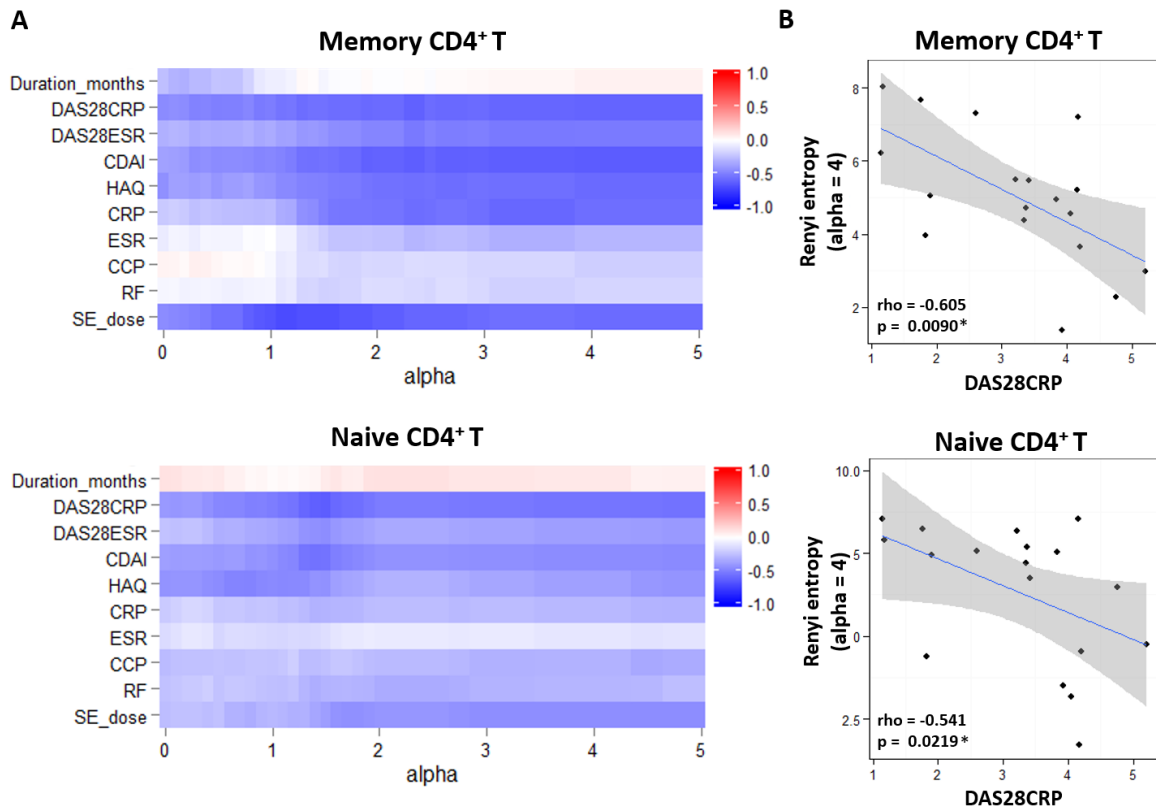 A
Memory CD4⁺ T
Duration_months
DAS28CRP
DAS28ESR
CDAI
HAQ
CRP
ESR
CCP
RF
SE_dose
0 1 2 3 4 5
alpha
1.0
0.5
0.0
-0.5
-1.0
B
Memory CD4⁺ T
Renyi entropy
(alpha = 4)
8
6
4
2
rho = -0.605
p = 0.0090*
1 2 3 4 5
DAS28CRP
Naive CD4⁺ T
Duration_months
DAS28CRP
DAS28ESR
CDAI
HAQ
CRP
ESR
CCP
RF
SE_dose
0 1 2 3 4 5
alpha
1.0
0.5
0.0
-0.5
-1.0
Naive CD4⁺ T
Renyi entropy
(alpha = 4)
10.0
5
0
2.5
rho = -0.541
p = 0.0219*
1 2 3 4 5
DAS28CRP